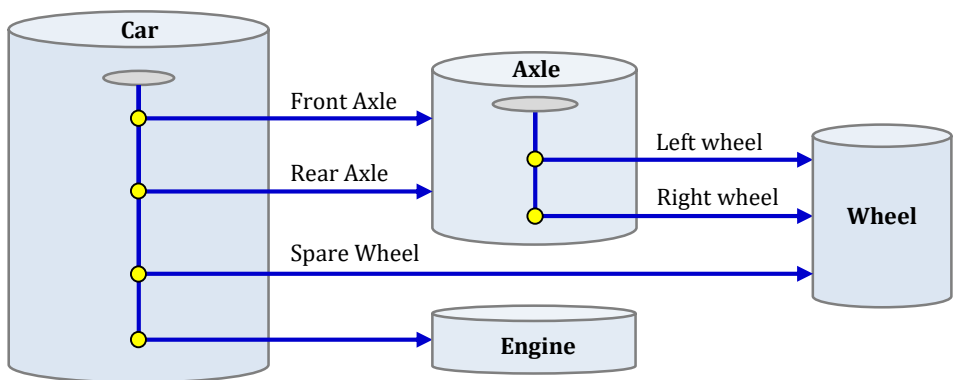 Car
Axle
Front Axle
Left wheel
Rear Axle
Right wheel
Wheel
Spare Wheel
Engine